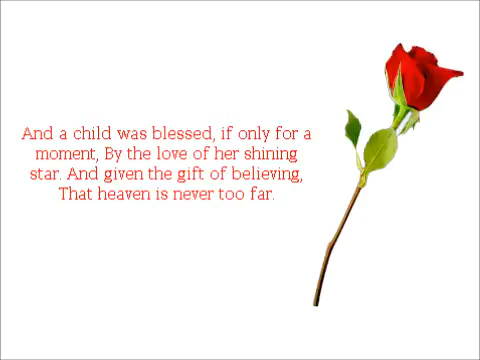 And a child was blessed, if only for a
moment, By the love of her shining
star. And given the gift of believing,
That heaven is never too far.